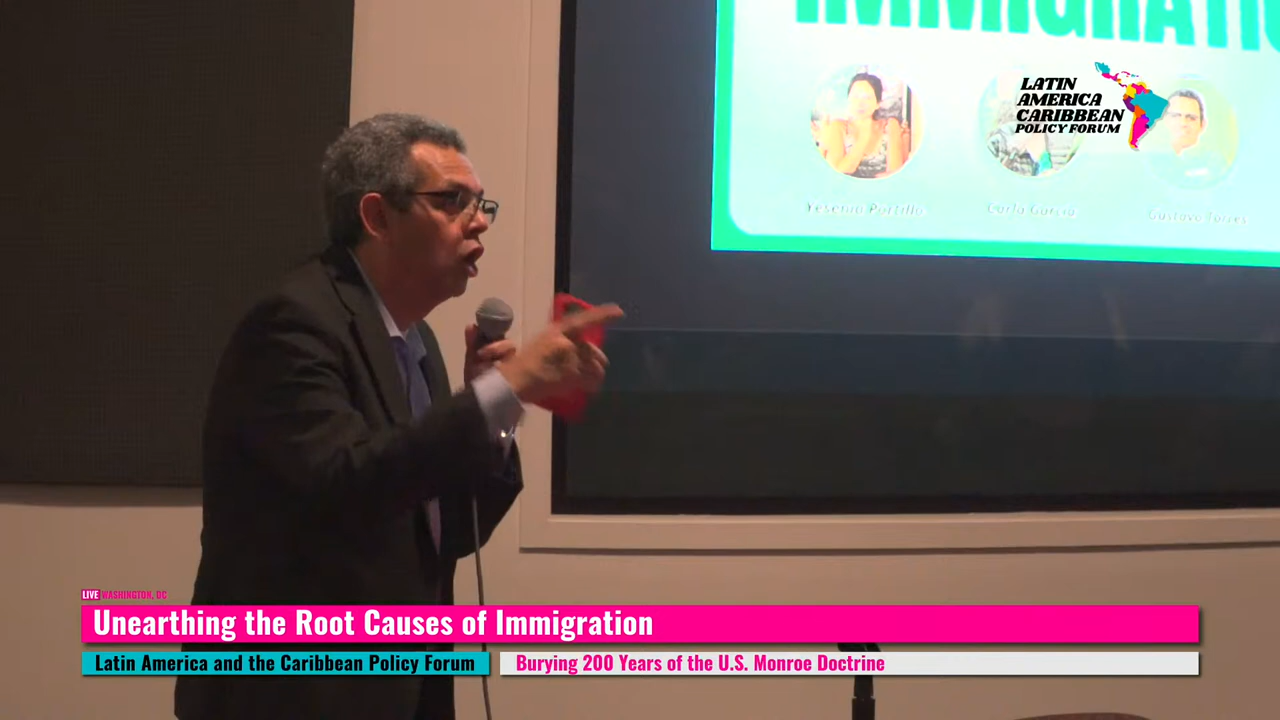 IMMIGRATIO
LATIN
AMERICA
CARIBBEAN
POLICY FORUM
Yesenia Portillo
Carla García
Gustavo Torres
LIVE WASHINGTON, DC
Unearthing the Root Causes of Immigration
Latin America and the Caribbean Policy Forum
Burying 200 Years of the U.S. Monroe Doctrine